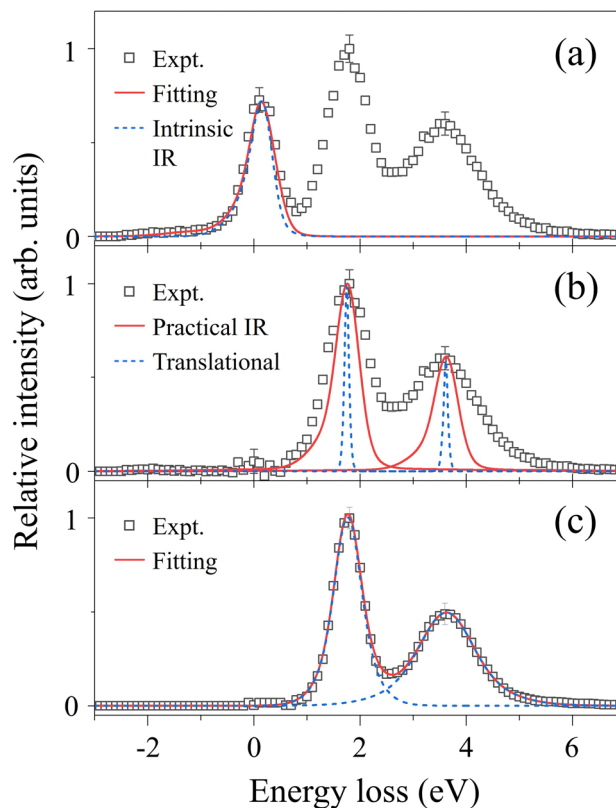 Relative intensity (arb. units)
1
0
Expt.
Fitting
Intrinsic
IR
(a)
1
0
Expt.
Practical IR
Translational
(b)
1
0
Expt.
Fitting
(c)
-2 0 2 4 6
Energy loss (eV)